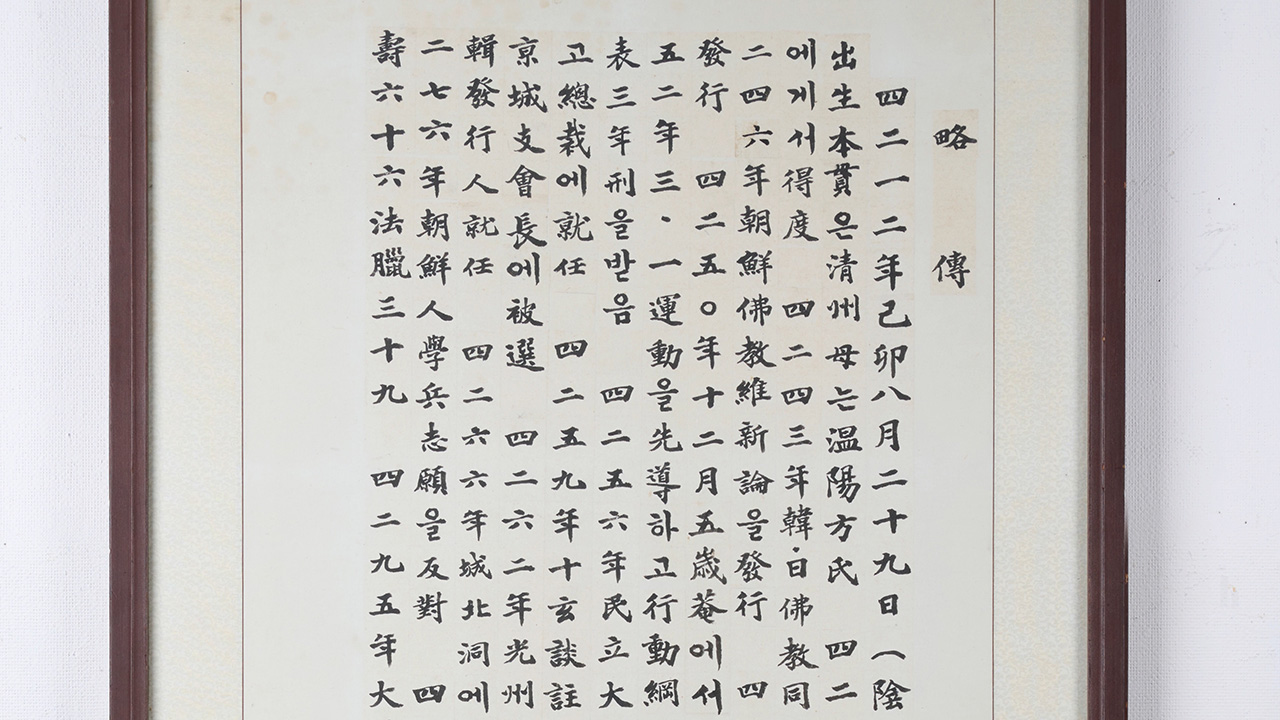 略傳
四二一二年己卯八月二十九日(陰
出生本貫은清州母는温陽方氏 四二
에게서得度 四二四三年韓·日佛教同
二四六年朝鮮佛教維新論을發行 四
發行 四二五〇年十二月五歲菴에서
五二年三·一運動을先導하고行動綱
表三年刑을받음 四二五六年民立大
고總裁에就任 四二五九年十玄談註
京城支會長에被選 四二六二年光州
輯發行人就任 四二六六年城北洞에
二七六年朝鮮人學兵志願을反對 四
壽六十六法臘三十九 四二九五年大